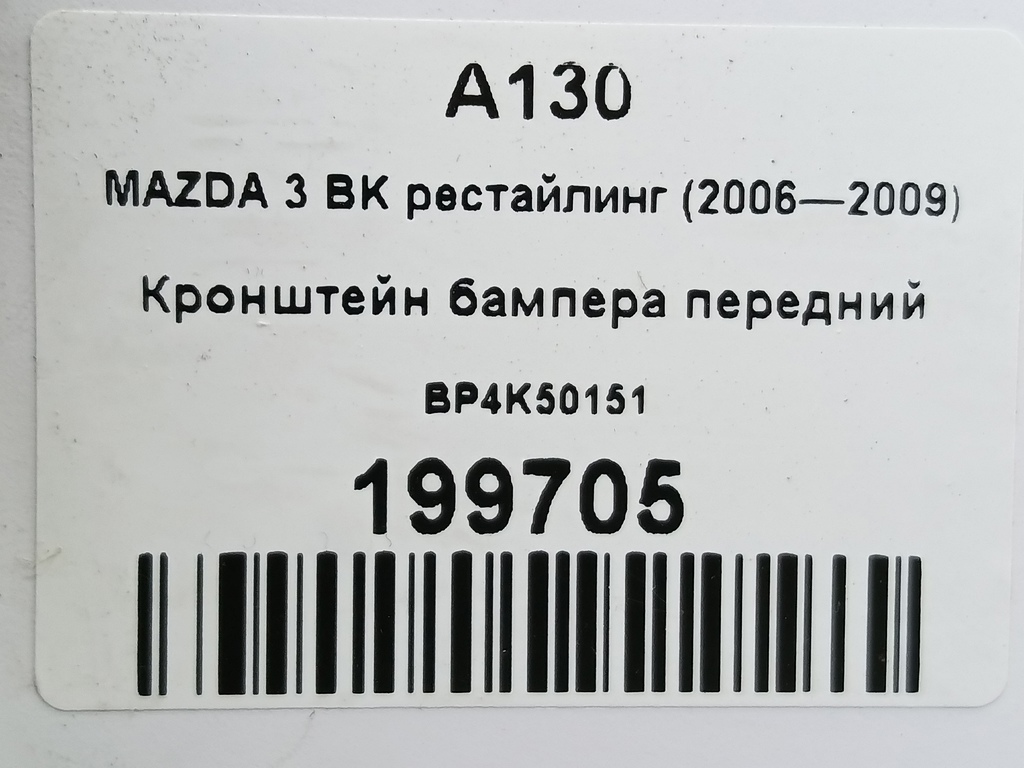 A130
MAZDA 3 BK рестайлинг (2006—2009)
Кронштейн бампера передний
BP4K50151
199705